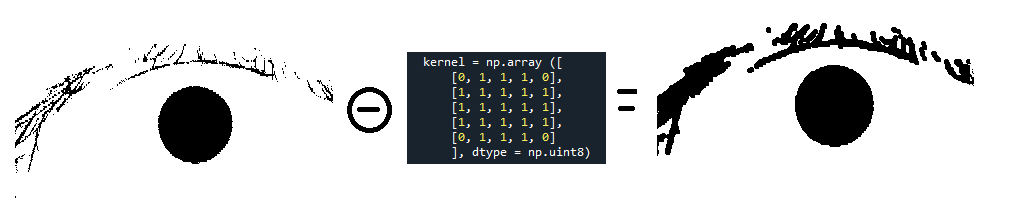 ⊖
kernel = np.array ([
[0, 1, 1, 1, 0],
[1, 1, 1, 1, 1],
[1, 1, 1, 1, 1],
[1, 1, 1, 1, 1],
[0, 1, 1, 1, 0]
], dtype = np.uint8)
=